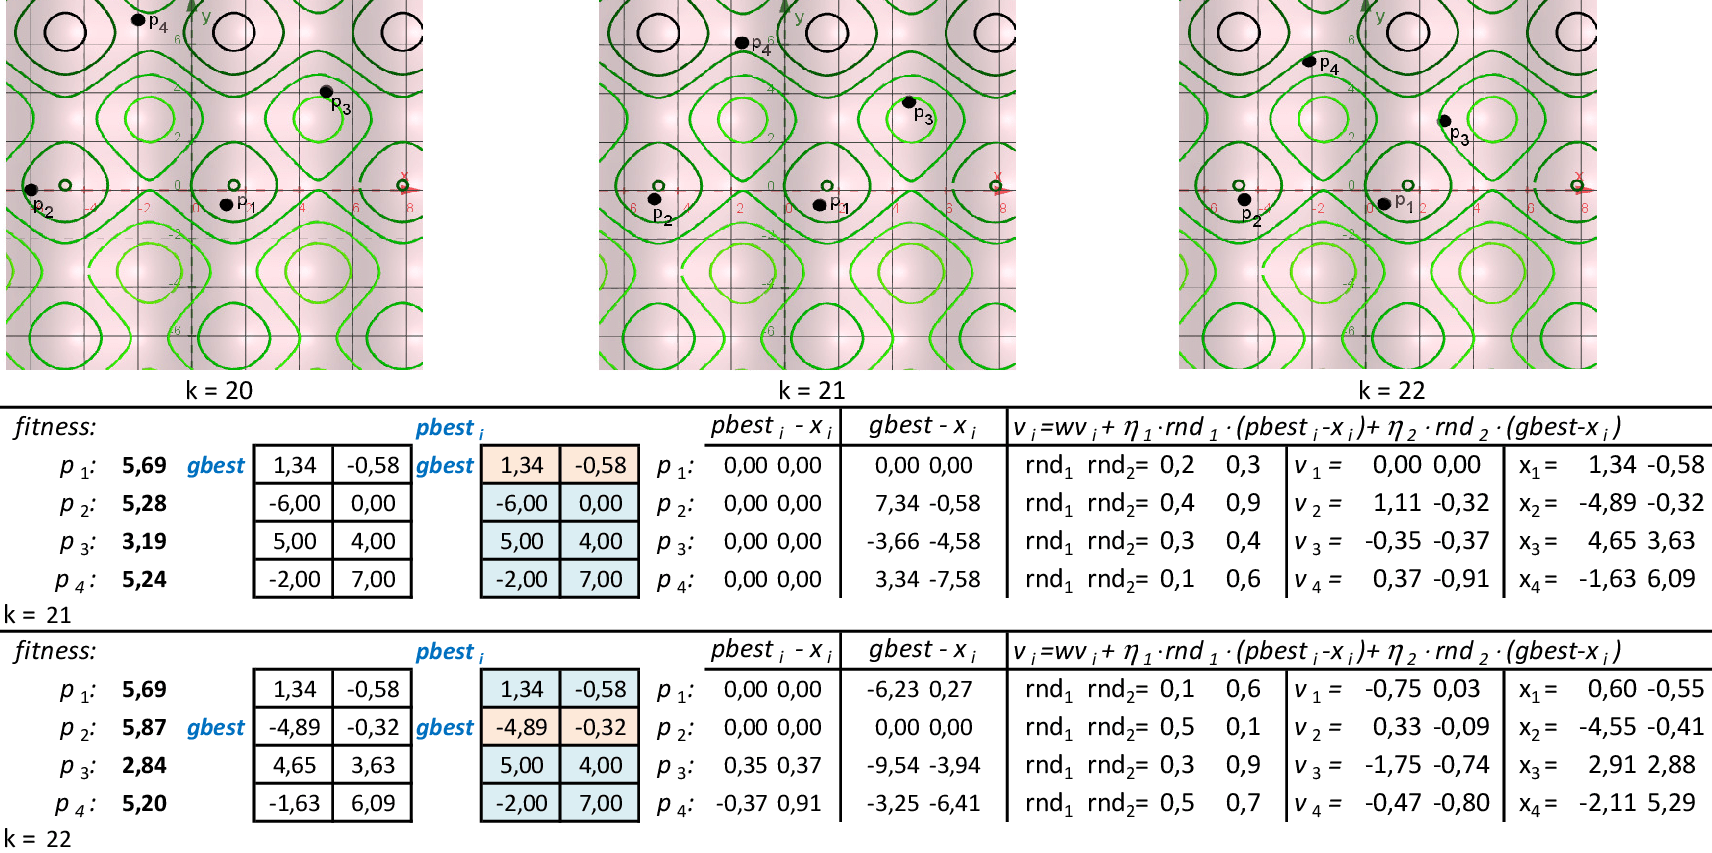 k = 20
k = 21
k = 22
fitness: pbest i pbest i - x i gbest - x i v i =wv i + η 1 ·rnd 1 · (pbest i -x i )+ η 2 · rnd 2 · (gbest-x i )
p 1 : 5,69 gbest 1,34 -0,58 gbest 1,34 -0,58 p 1 : 0,00 0,00 0,00 0,00 rnd1 rnd2= 0,2 0,3 v 1 = 0,00 0,00 x1= 1,34 -0,58
p 2 : 5,28 -6,00 0,00 -6,00 0,00 p 2 : 0,00 0,00 7,34 -0,58 rnd1 rnd2= 0,4 0,9 v 2 = 1,11 -0,32 x2= -4,89 -0,32
p 3 : 3,19 5,00 4,00 5,00 4,00 p 3 : 0,00 0,00 -3,66 -4,58 rnd1 rnd2= 0,3 0,4 v 3 = -0,35 -0,37 x3= 4,65 3,63
p 4 : 5,24 -2,00 7,00 -2,00 7,00 p 4 : 0,00 0,00 3,34 -7,58 rnd1 rnd2= 0,1 0,6 v 4 = 0,37 -0,91 x4= -1,63 6,09
k = 21
fitness: pbest i pbest i - x i gbest - x i v i =wv i + η 1 ·rnd 1 · (pbest i -x i )+ η 2 · rnd 2 · (gbest-x i )
p 1 : 5,69 1,34 -0,58 1,34 -0,58 p 1 : 0,00 0,00 -6,23 0,27 rnd1 rnd2= 0,1 0,6 v 1 = -0,75 0,03 x1= 0,60 -0,55
p 2 : 5,87 gbest -4,89 -0,32 gbest -4,89 -0,32 p 2 : 0,00 0,00 0,00 0,00 rnd1 rnd2= 0,5 0,1 v 2 = 0,33 -0,09 x2= -4,55 -0,41
p 3 : 2,84 4,65 3,63 5,00 4,00 p 3 : 0,35 0,37 -9,54 -3,94 rnd1 rnd2= 0,3 0,9 v 3 = -1,75 -0,74 x3= 2,91 2,88
p 4 : 5,20 -1,63 6,09 -2,00 7,00 p 4 : -0,37 0,91 -3,25 -6,41 rnd1 rnd2= 0,5 0,7 v 4 = -0,47 -0,80 x4= -2,11 5,29
k = 22